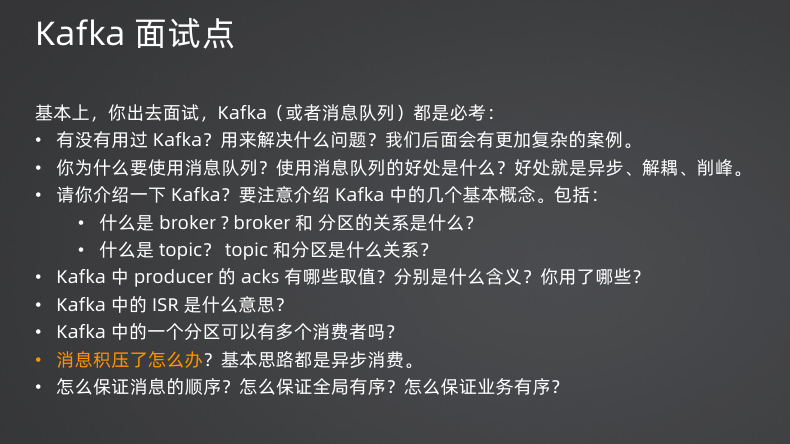 Kafka 面试点
基本上，你出去面试，Kafka（或者消息队列）都是必考：
• 有没有用过 Kafka？用来解决什么问题？我们后面会有更加复杂的案例。
• 你为什么要使用消息队列？使用消息队列的好处是什么？好处就是异步、解耦、削峰。
• 请你介绍一下 Kafka？要注意介绍 Kafka 中的几个基本概念。包括：
• 什么是 broker ? broker 和 分区的关系是什么？
• 什么是 topic？ topic 和分区是什么关系？
• Kafka 中 producer 的 acks 有哪些取值？分别是什么含义？你用了哪些？
• Kafka 中的 ISR 是什么意思？
• Kafka 中的一个分区可以有多个消费者吗？
• 消息积压了怎么办？基本思路都是异步消费。
• 怎么保证消息的顺序？怎么保证全局有序？怎么保证业务有序？